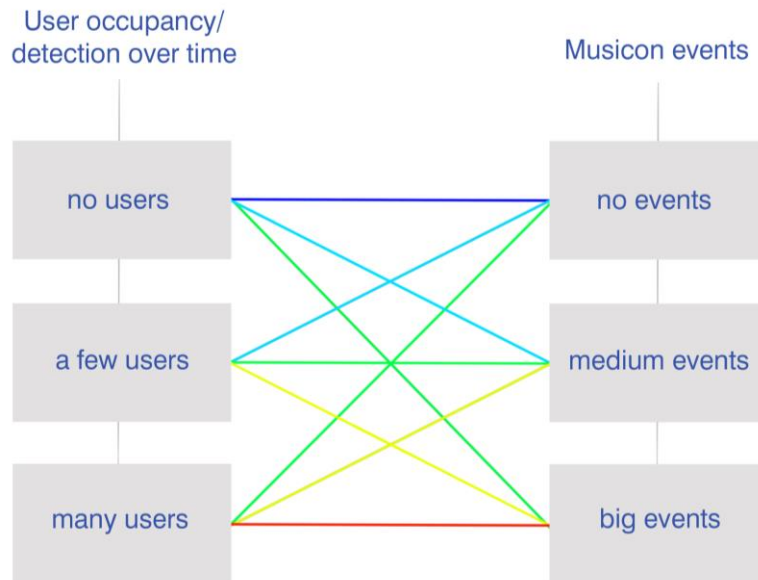 User occupancy/
detection over time
Musicon events
no users
no events
a few users
medium events
many users
big events